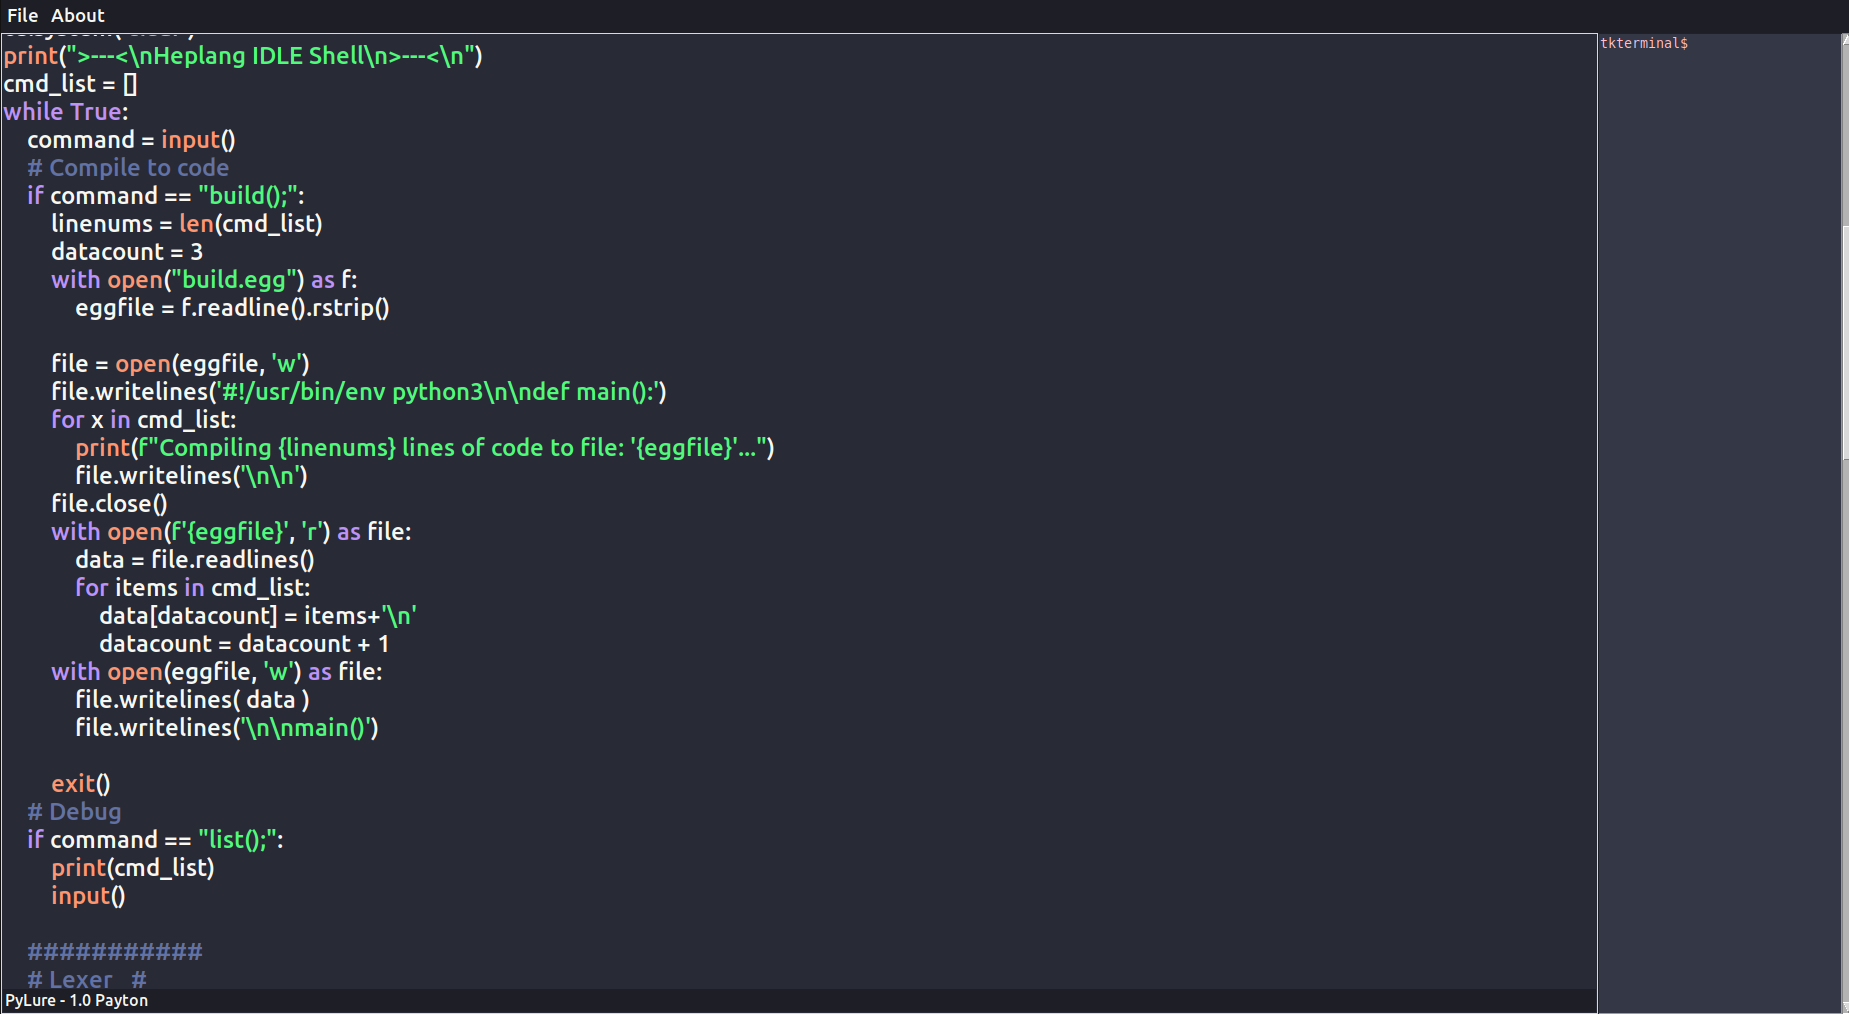 File About
print(">---<\nHeplang IDLE Shell\n>---<\n")
cmd_list = []
while True:
    command = input()
    # Compile to code
    if command == "build();":
        linenums = len(cmd_list)
        datacount = 3
        with open("build.egg") as f:
            eggfile = f.readline().rstrip()

        file = open(eggfile, 'w')
        file.writelines('#!/usr/bin/env python3\n\ndef main():')
        for x in cmd_list:
            print(f"Compiling {linenums} lines of code to file: '{eggfile}'...")
            file.writelines('\n\n')
        file.close()
        with open(f'{eggfile}', 'r') as file:
            data = file.readlines()
            for items in cmd_list:
                data[datacount] = items+'\n'
                datacount = datacount + 1
        with open(eggfile, 'w') as file:
            file.writelines( data )
            file.writelines('\n\nmain()')

        exit()
    # Debug
    if command == "list();":
        print(cmd_list)
        input()

    ###########
    # Lexer   #
PyLure - 1.0 Payton
tkterminal$